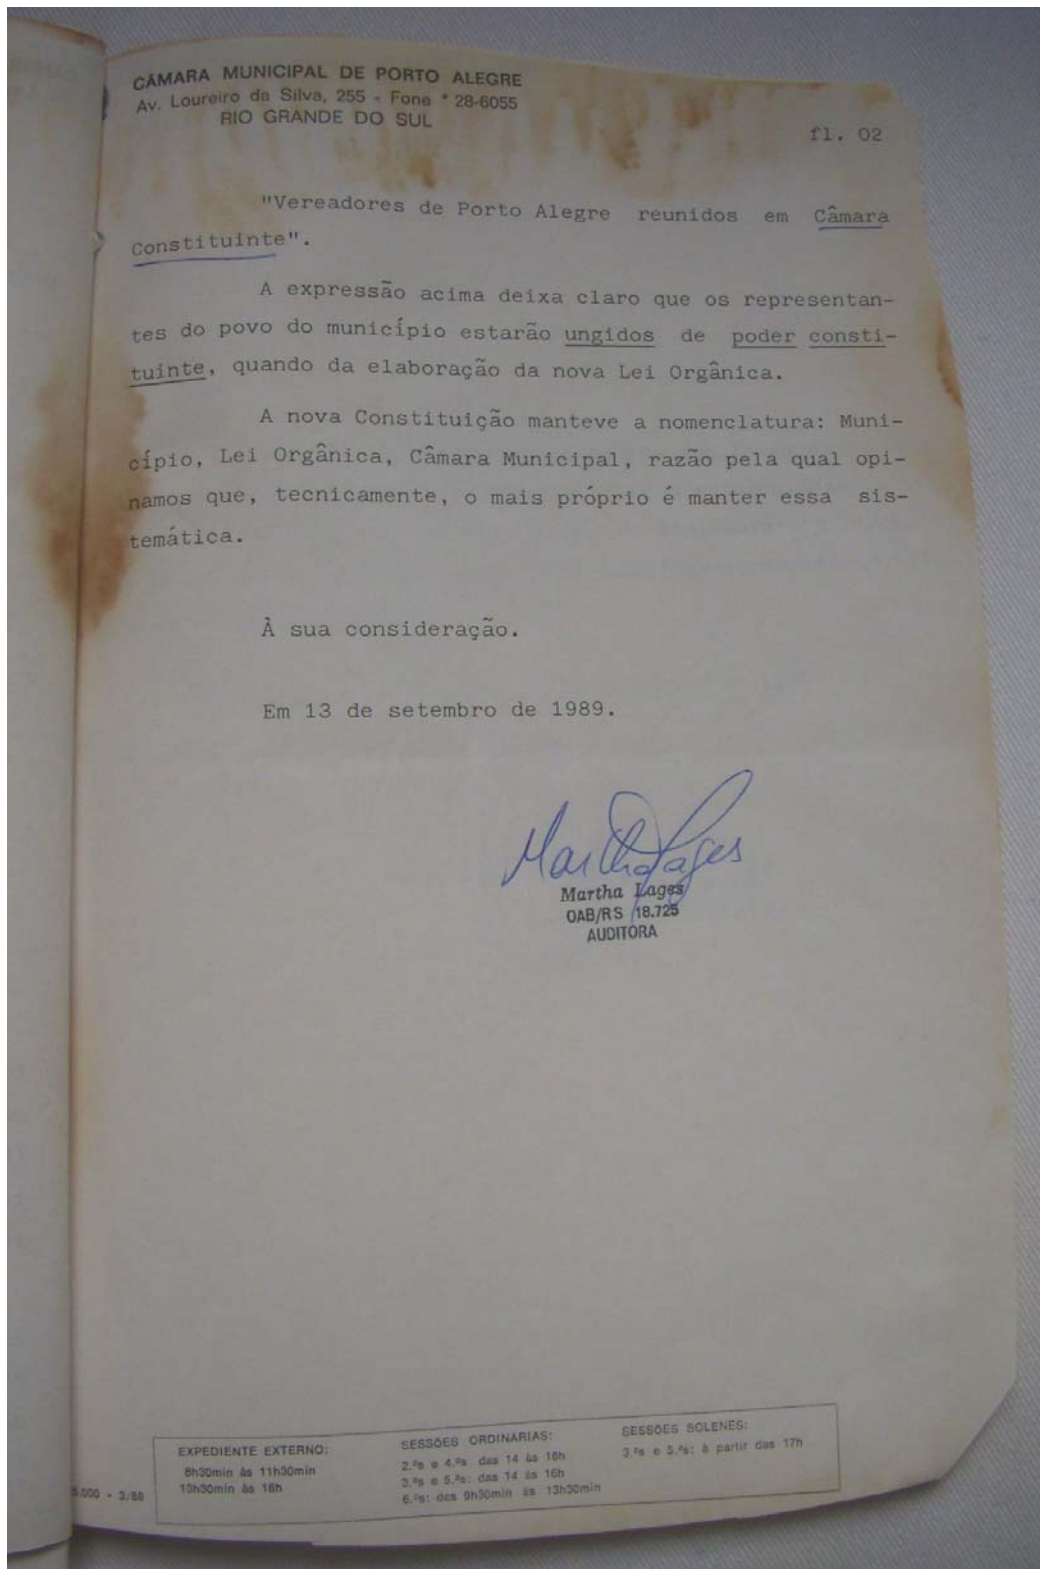 CÂMARA MUNICIPAL DE PORTO ALEGRE
Av. Loureiro da Silva, 255 - Fone * 28-6055
RIO GRANDE DO SUL
fl. 02
"Vereadores de Porto Alegre reunidos em Câmara
Constituinte".
A expressão acima deixa claro que os representan-
tes do povo do município estarão ungidos de poder consti-
tuinte, quando da elaboração da nova Lei Orgânica.
A nova Constituição manteve a nomenclatura: Muni-
cípio, Lei Orgânica, Câmara Municipal, razão pela qual opi-
namos que, tecnicamente, o mais próprio é manter essa sis-
temática.
À sua consideração.
Em 13 de setembro de 1989.
Martha Lages
Martha Lages
OAB/RS 18.725
AUDITORA
EXPEDIENTE EXTERNO:
8h30min às 11h30min
13h30min às 18h
SESSÕES ORDINÁRIAS:
2.ªs e 4.ªs das 14 às 18h
3.ªs e 5.ªs: das 14 às 16h
6.ªs: das 9h30min às 13h30min
SESSÕES SOLENES:
3.ªs e 5.ªs: à partir das 17h
5.000 - 3/88